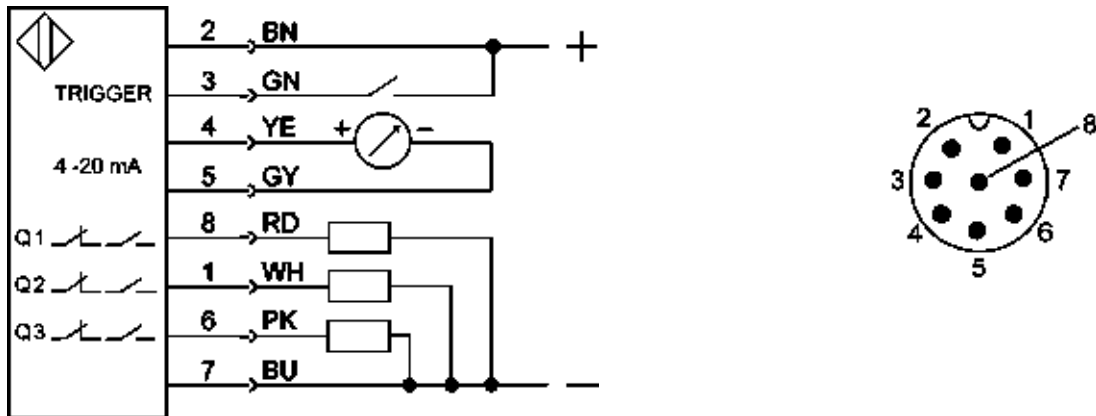 2 BN +
TRIGGER 3 GN
4 YE + −
4 -20 mA
5 GY
Q1 8 RD
Q2 1 WH
Q3 6 PK
7 BU −
2 1 8
3 7
4 6
5